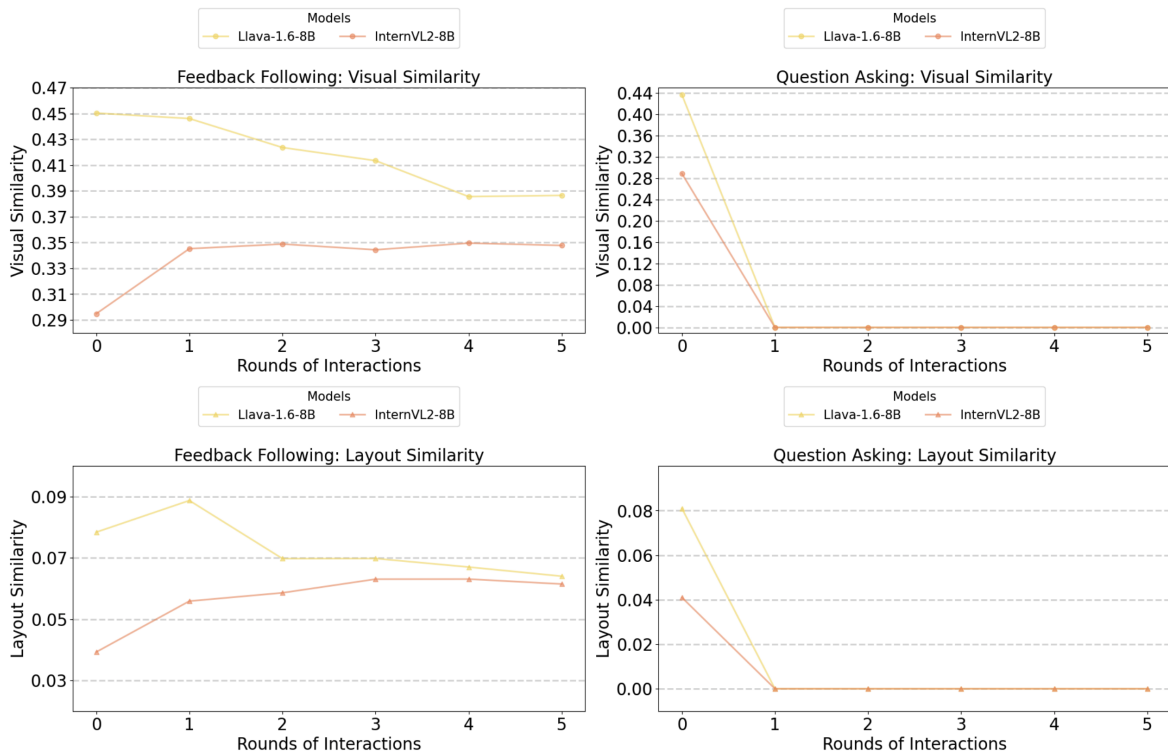 Models
Llava-1.6-8B InternVL2-8B
Feedback Following: Visual Similarity
Visual Similarity
0.47
0.45
0.43
0.41
0.39
0.37
0.35
0.33
0.31
0.29
0 1 2 3 4 5
Rounds of Interactions
Models
Llava-1.6-8B InternVL2-8B
Question Asking: Visual Similarity
Visual Similarity
0.44
0.40
0.36
0.32
0.28
0.24
0.20
0.16
0.12
0.08
0.04
0.00
0 1 2 3 4 5
Rounds of Interactions
Models
Llava-1.6-8B InternVL2-8B
Feedback Following: Layout Similarity
Layout Similarity
0.09
0.07
0.05
0.03
0 1 2 3 4 5
Rounds of Interactions
Models
Llava-1.6-8B InternVL2-8B
Question Asking: Layout Similarity
Layout Similarity
0.08
0.06
0.04
0.02
0.00
0 1 2 3 4 5
Rounds of Interactions